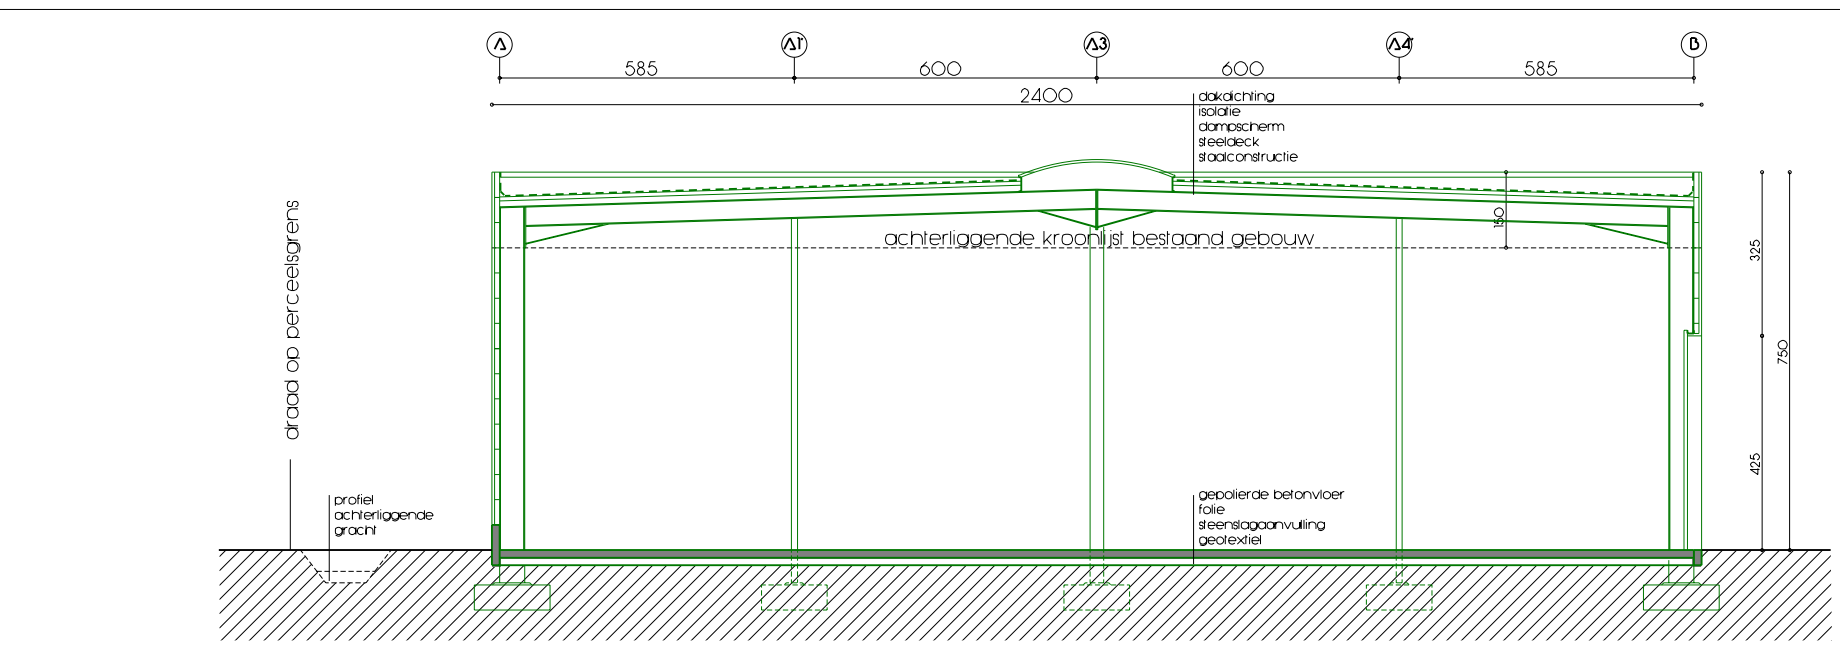 A A1' A3 A4' B
585 600 600 585
2400
dakdichting
isolatie
dampscherm
steeldeck
staalconstructie
150
achterliggende kroonlijst bestaand gebouw
325
750
425
draad op perceelsgrens
profiel
achterliggende
gracht
gepolierde betonvloer
folie
steenslagaanvulling
geotextiel